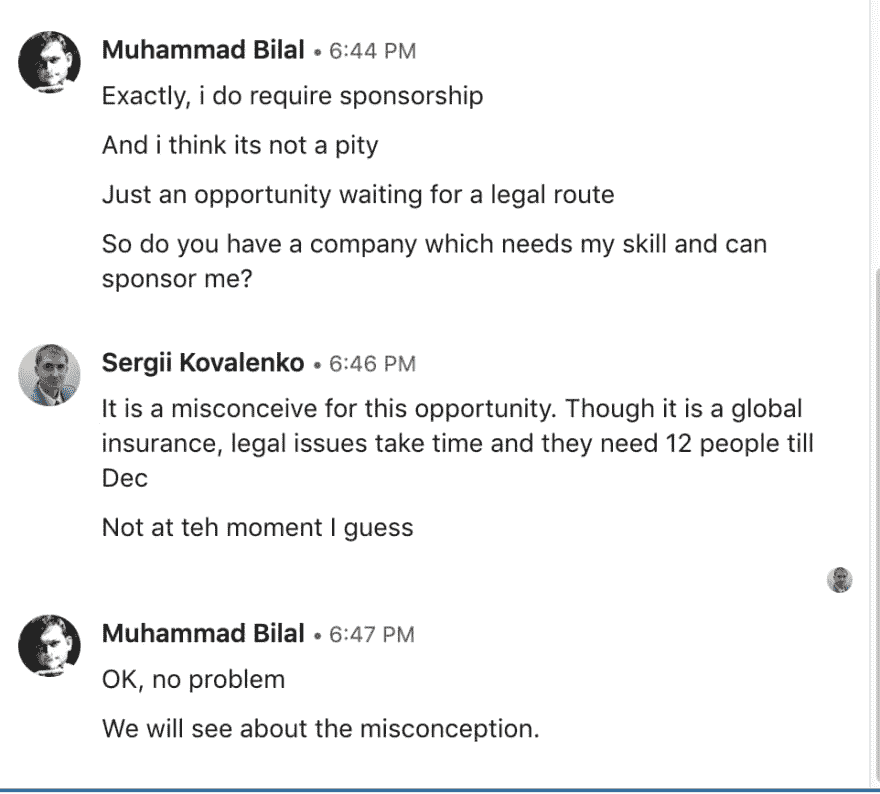 Muhammad Bilal • 6:44 PM
Exactly, i do require sponsorship
And i think its not a pity
Just an opportunity waiting for a legal route
So do you have a company which needs my skill and can
sponsor me?
Sergii Kovalenko • 6:46 PM
It is a misconceive for this opportunity. Though it is a global
insurance, legal issues take time and they need 12 people till
Dec
Not at teh moment I guess
Muhammad Bilal • 6:47 PM
OK, no problem
We will see about the misconception.